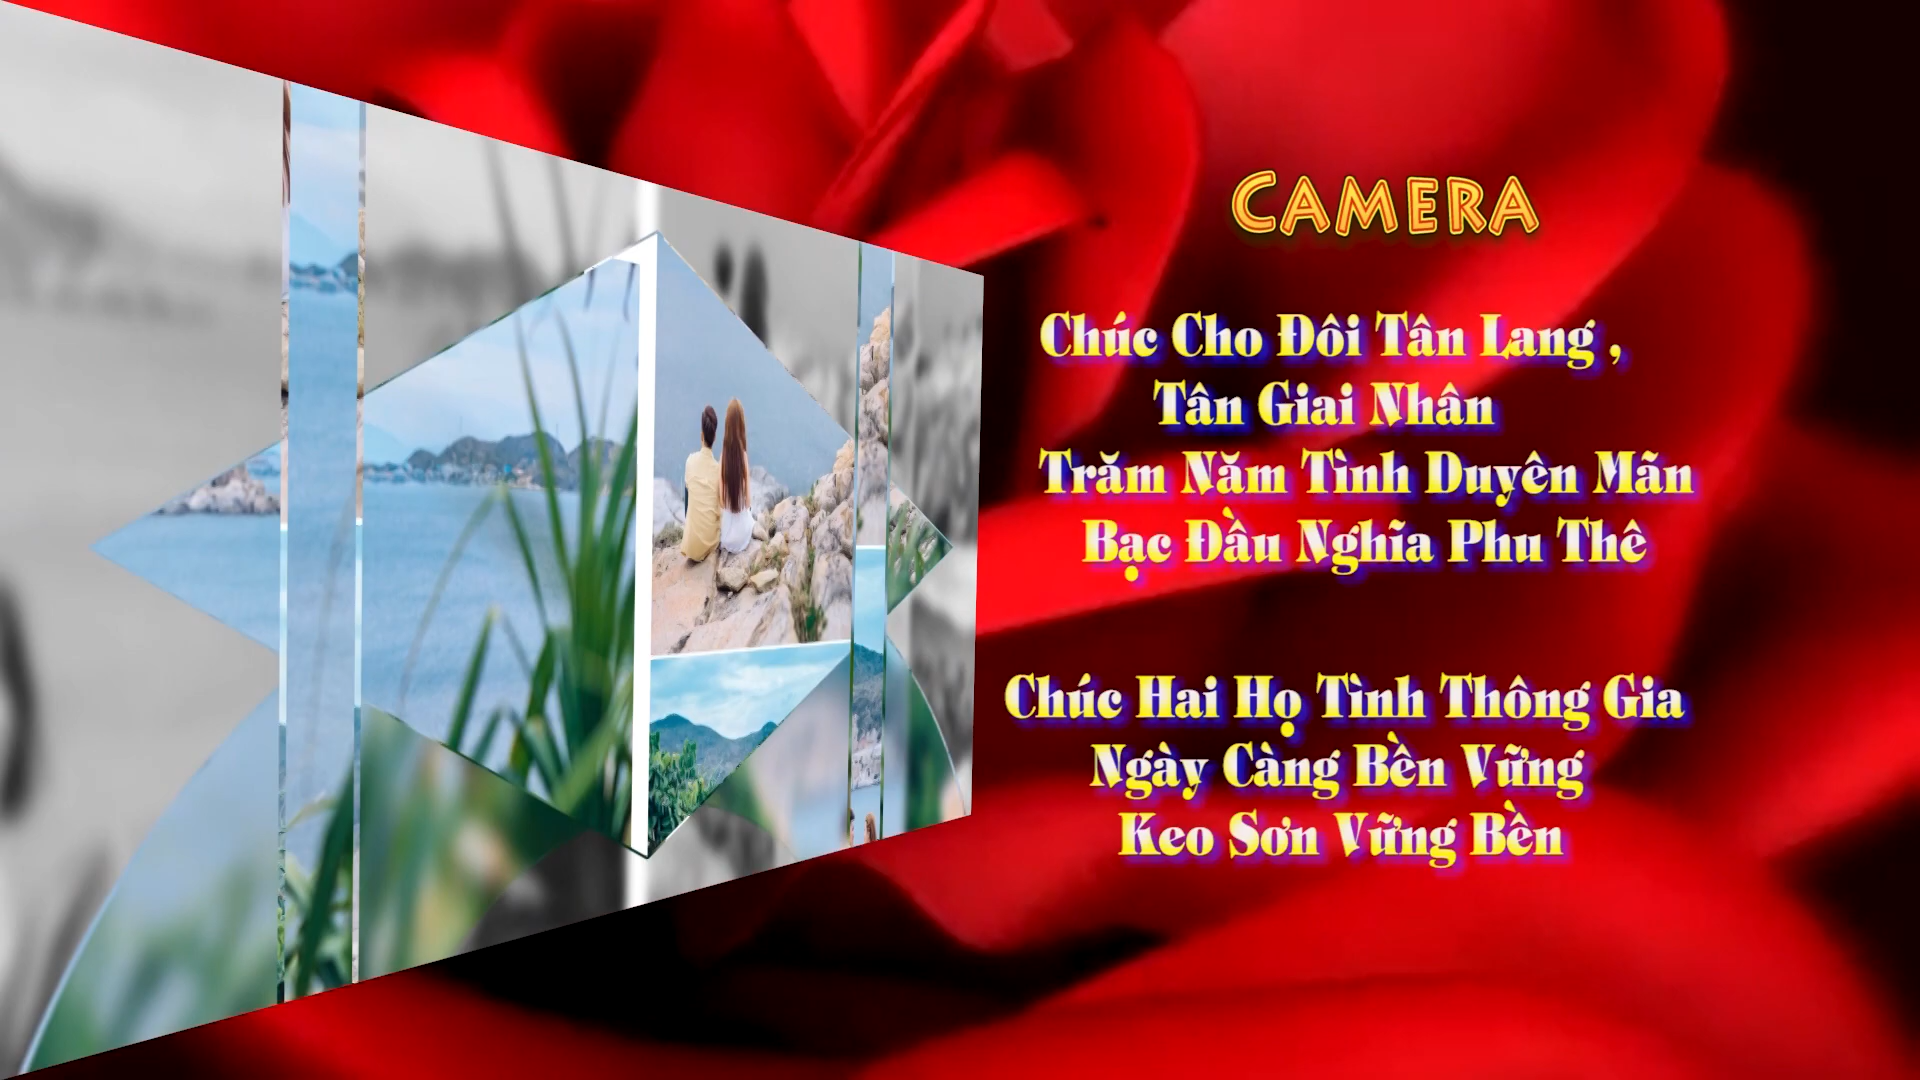 CAMERA
Chúc Cho Đôi Tân Lang ,
Tân Giai Nhân
Trăm Năm Tình Duyên Mãn
Bạc Đầu Nghĩa Phu Thê
Chúc Hai Họ Tình Thông Gia
Ngày Càng Bền Vững
Keo Sơn Vững Bền